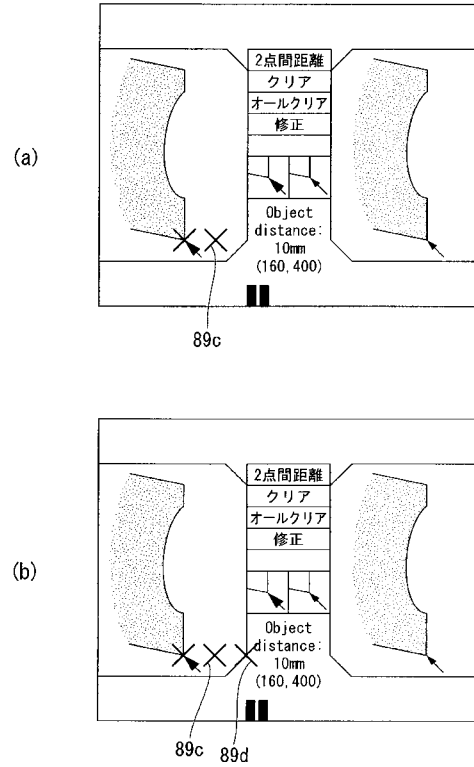 (a)
2点間距離
クリア
オールクリア
修正
Object
distance:
10mm
(160,400)
89c
(b)
2点間距離
クリア
オールクリア
修正
Object
distance:
10mm
(160,400)
89c
89d